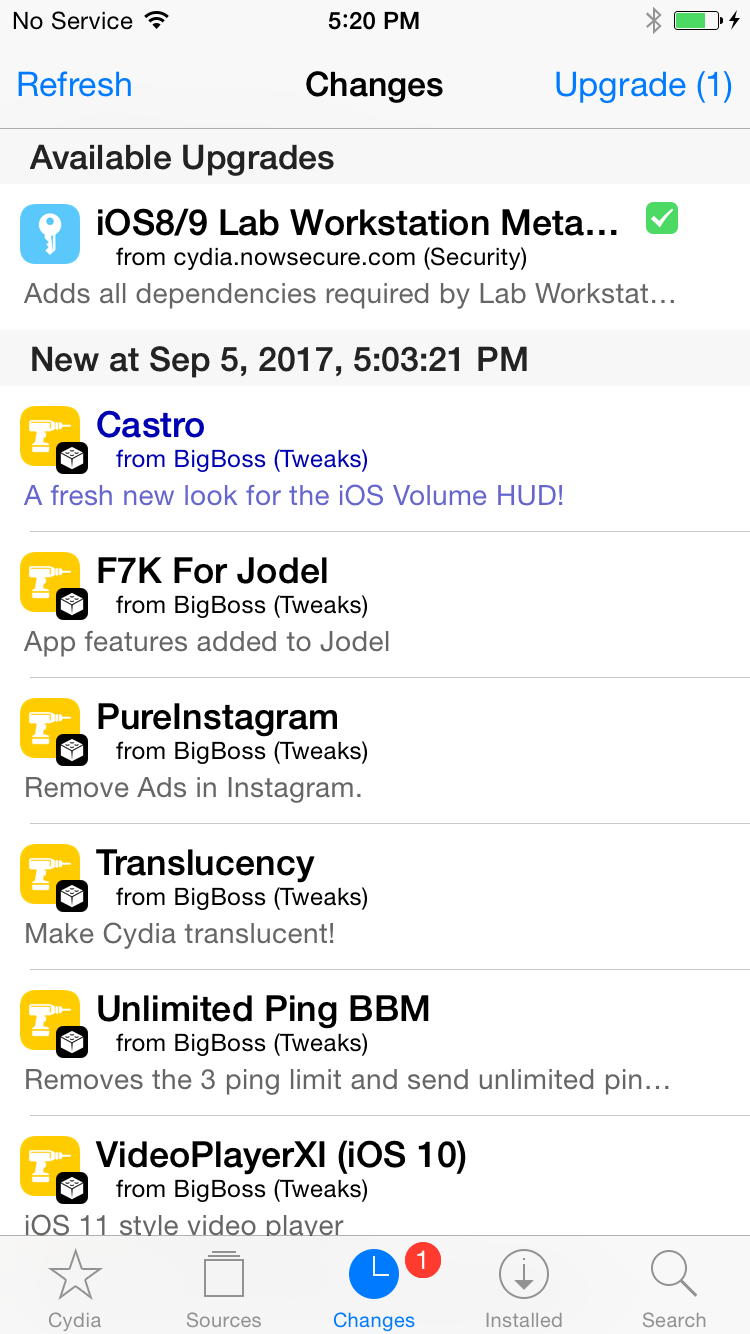 No Service 5:20 PM
Refresh Changes Upgrade (1)
Available Upgrades
iOS8/9 Lab Workstation Meta...
from cydia.nowsecure.com (Security)
Adds all dependencies required by Lab Workstat...
New at Sep 5, 2017, 5:03:21 PM
Castro
from BigBoss (Tweaks)
A fresh new look for the iOS Volume HUD!
F7K For Jodel
from BigBoss (Tweaks)
App features added to Jodel
PureInstagram
from BigBoss (Tweaks)
Remove Ads in Instagram.
Translucency
from BigBoss (Tweaks)
Make Cydia translucent!
Unlimited Ping BBM
from BigBoss (Tweaks)
Removes the 3 ping limit and send unlimited pin...
VideoPlayerXI (iOS 10)
from BigBoss (Tweaks)
iOS 11 style video player
1
Cydia Sources Changes Installed Search